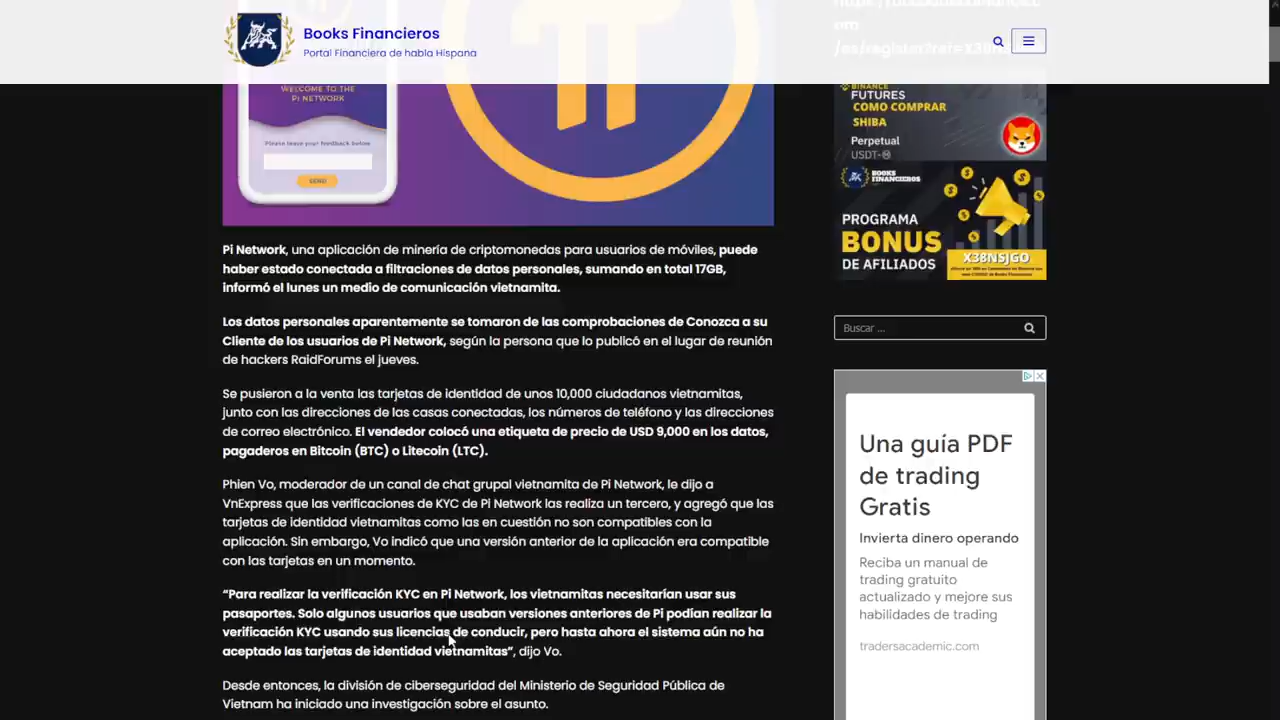 Books Financieros
Portal Financiera de habla Hispana
em
/es/register?ref=X38NS
WELCOME TO THE
PI NETWORK
Please leave your feedback below
SEND
BINANCE
FUTURES
COMO COMPRAR
SHIBA
Perpetual
USDT-M
BOOKS
FINANCIEROS
PROGRAMA
BONUS
DE AFILIADOS
X38NSJGO
Pi Network, una aplicación de minería de criptomonedas para usuarios de móviles, puede
haber estado conectada a filtraciones de datos personales, sumando en total 17GB,
informó el lunes un medio de comunicación vietnamita.
Los datos personales aparentemente se tomaron de las comprobaciones de Conozca a su
Cliente de los usuarios de Pi Network, según la persona que lo publicó en el lugar de reunión
de hackers RaidForums el jueves.
Se pusieron a la venta las tarjetas de identidad de unos 10,000 ciudadanos vietnamitas,
junto con las direcciones de las casas conectadas, los números de teléfono y las direcciones
de correo electrónico. El vendedor colocó una etiqueta de precio de USD 9,000 en los datos,
pagaderos en Bitcoin (BTC) o Litecoin (LTC).
Phien Vo, moderador de un canal de chat grupal vietnamita de Pi Network, le dijo a
VnExpress que las verificaciones de KYC de Pi Network las realiza un tercero, y agregó que las
tarjetas de identidad vietnamitas como las en cuestión no son compatibles con la
aplicación. Sin embargo, Vo indicó que una versión anterior de la aplicación era compatible
con las tarjetas en un momento.
“Para realizar la verificación KYC en Pi Network, los vietnamitas necesitarían usar sus
pasaportes. Solo algunos usuarios que usaban versiones anteriores de Pi podían realizar la
verificación KYC usando sus licencias de conducir, pero hasta ahora el sistema aún no ha
aceptado las tarjetas de identidad vietnamitas”, dijo Vo.
Desde entonces, la división de ciberseguridad del Ministerio de Seguridad Pública de
Vietnam ha iniciado una investigación sobre el asunto.
Buscar ...
Una guía PDF
de trading
Gratis
Invierta dinero operando
Reciba un manual de
trading gratuito
actualizado y mejore sus
habilidades de trading
tradersacademic.com